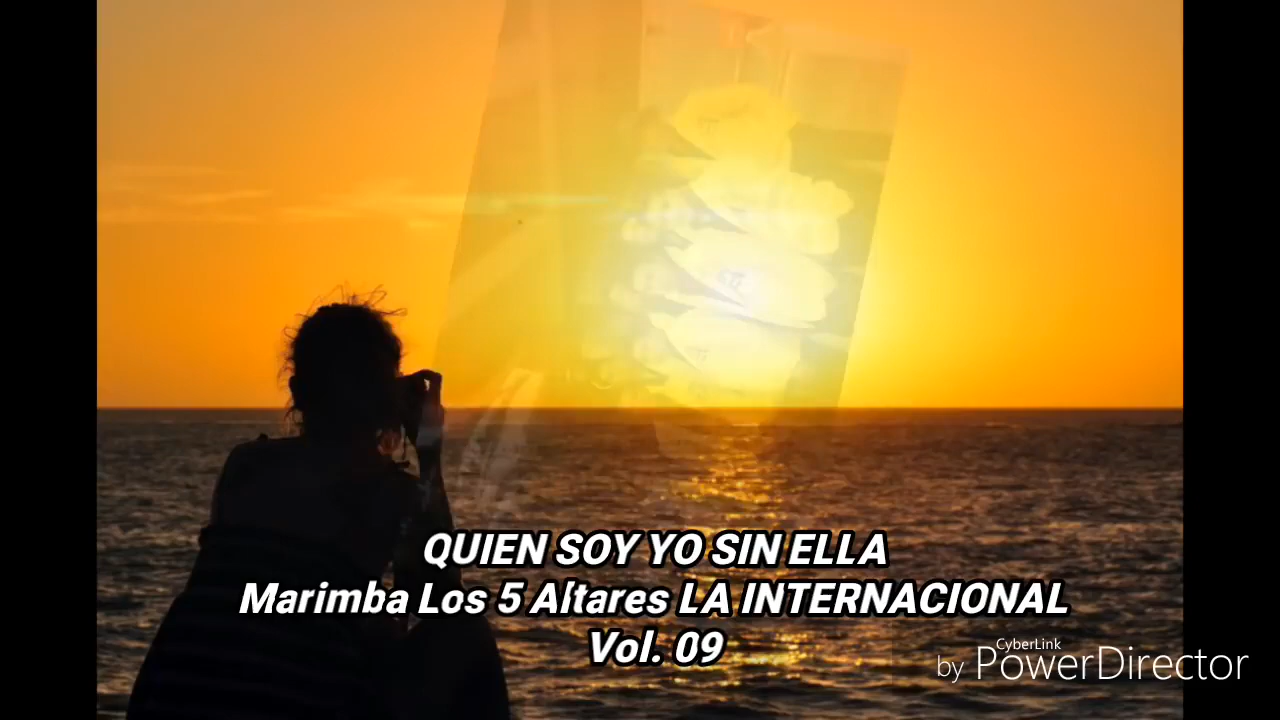 QUIEN SOY YO SIN ELLA
Marimba Los 5 Altares LA INTERNACIONAL
Vol. 09
CyberLink
by PowerDirector